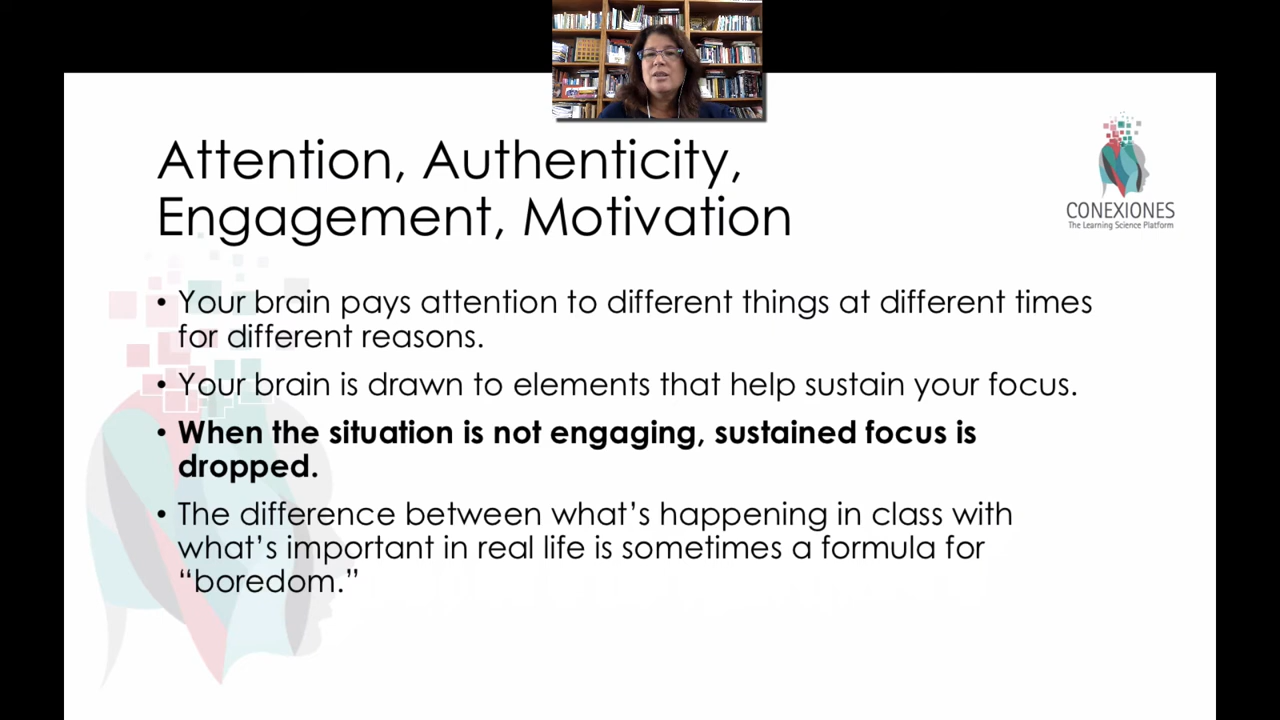 Attention, Authenticity,
Engagement, Motivation
CONEXIONES
The Learning Science Platform
• Your brain pays attention to different things at different times
for different reasons.
• Your brain is drawn to elements that help sustain your focus.
• When the situation is not engaging, sustained focus is
dropped.
• The difference between what’s happening in class with
what’s important in real life is sometimes a formula for
“boredom.”